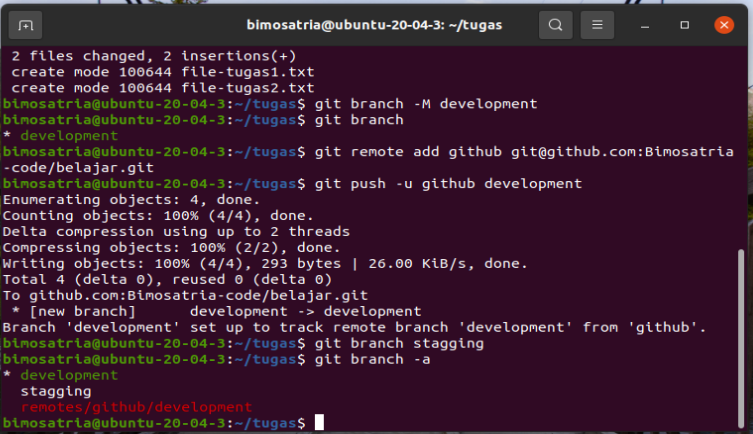 bimosatria@ubuntu-20-04-3: ~/tugas
2 files changed, 2 insertions(+)
create mode 100644 file-tugas1.txt
create mode 100644 file-tugas2.txt
bimosatria@ubuntu-20-04-3:~/tugas$ git branch -M development
bimosatria@ubuntu-20-04-3:~/tugas$ git branch
* development
bimosatria@ubuntu-20-04-3:~/tugas$ git remote add github git@github.com:Bimosatria
-code/belajar.git
bimosatria@ubuntu-20-04-3:~/tugas$ git push -u github development
Enumerating objects: 4, done.
Counting objects: 100% (4/4), done.
Delta compression using up to 2 threads
Compressing objects: 100% (2/2), done.
Writing objects: 100% (4/4), 293 bytes | 26.00 KiB/s, done.
Total 4 (delta 0), reused 0 (delta 0)
To github.com:Bimosatria-code/belajar.git
* [new branch]      development -> development
Branch 'development' set up to track remote branch 'development' from 'github'.
bimosatria@ubuntu-20-04-3:~/tugas$ git branch stagging
bimosatria@ubuntu-20-04-3:~/tugas$ git branch -a
* development
stagging
remotes/github/development
bimosatria@ubuntu-20-04-3:~/tugas$